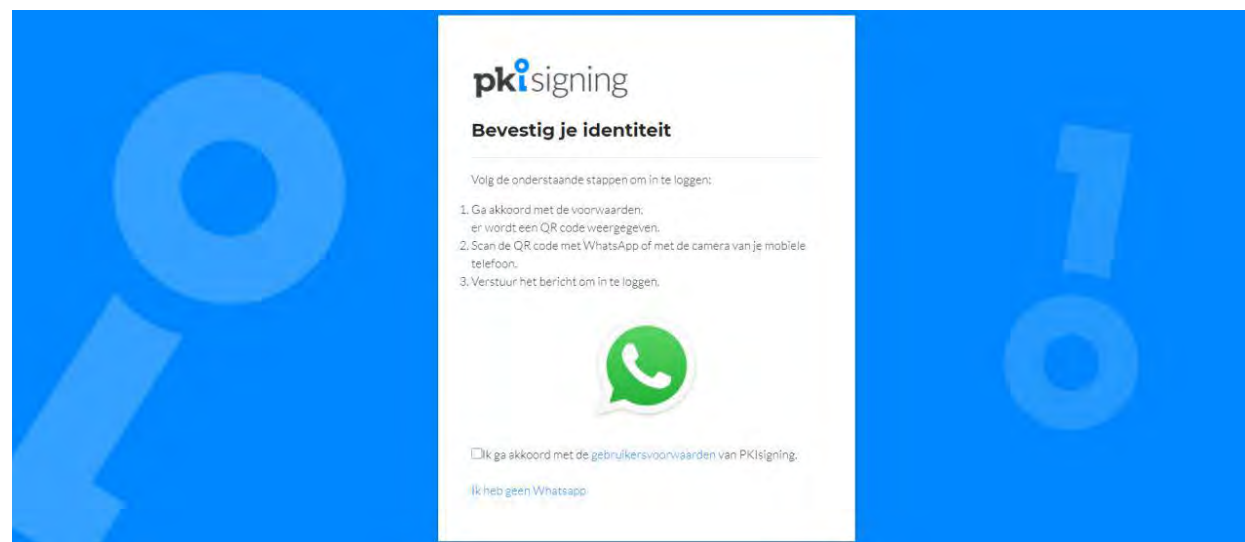 pkisigning
Bevestig je identiteit
Volg de onderstaande stappen om in te loggen:
1. Ga akkoord met de voorwaarden;
er wordt een QR code weergegeven.
2. Scan de QR code met WhatsApp of met de camera van je mobiele
telefoon.
3. Verstuur het bericht om in te loggen.
Ik ga akkoord met de gebruikersvoorwaarden van PKIsigning.
Ik heb geen Whatsapp